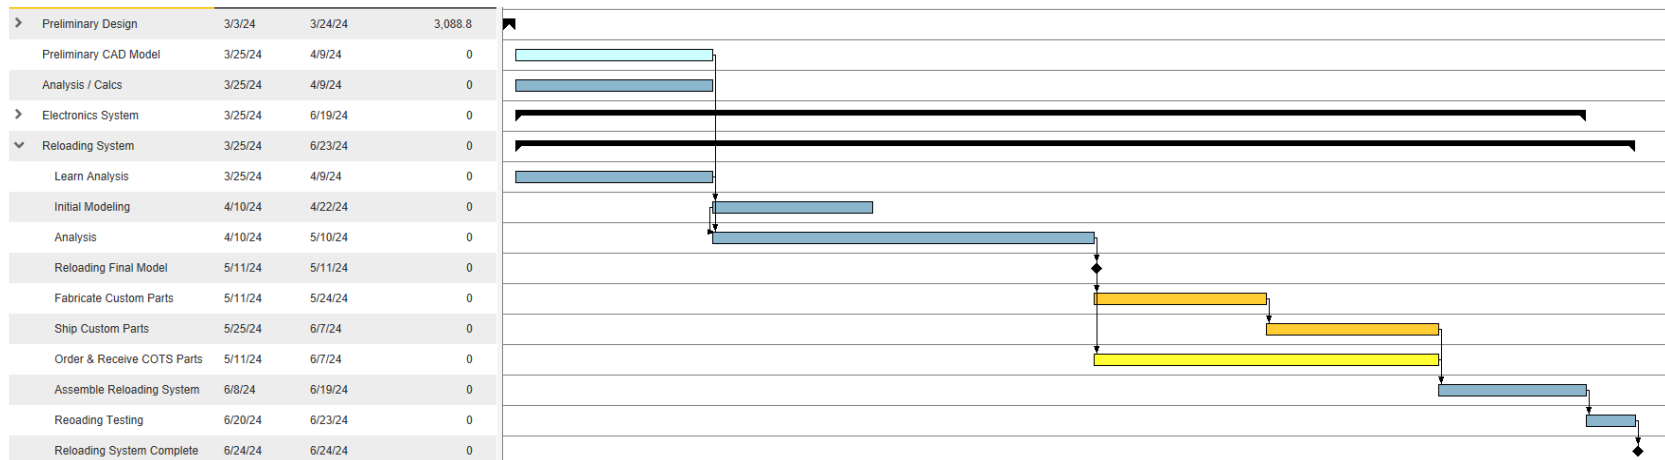 Preliminary Design 3/3/24 3/24/24 3,088.8
Preliminary CAD Model 3/25/24 4/9/24 0
Analysis / Calcs 3/25/24 4/9/24 0
Electronics System 3/25/24 6/19/24 0
Reloading System 3/25/24 6/23/24 0
Learn Analysis 3/25/24 4/9/24 0
Initial Modeling 4/10/24 4/22/24 0
Analysis 4/10/24 5/10/24 0
Reloading Final Model 5/11/24 5/11/24 0
Fabricate Custom Parts 5/11/24 5/24/24 0
Ship Custom Parts 5/25/24 6/7/24 0
Order & Receive COTS Parts 5/11/24 6/7/24 0
Assemble Reloading System 6/8/24 6/19/24 0
Reoading Testing 6/20/24 6/23/24 0
Reloading System Complete 6/24/24 6/24/24 0